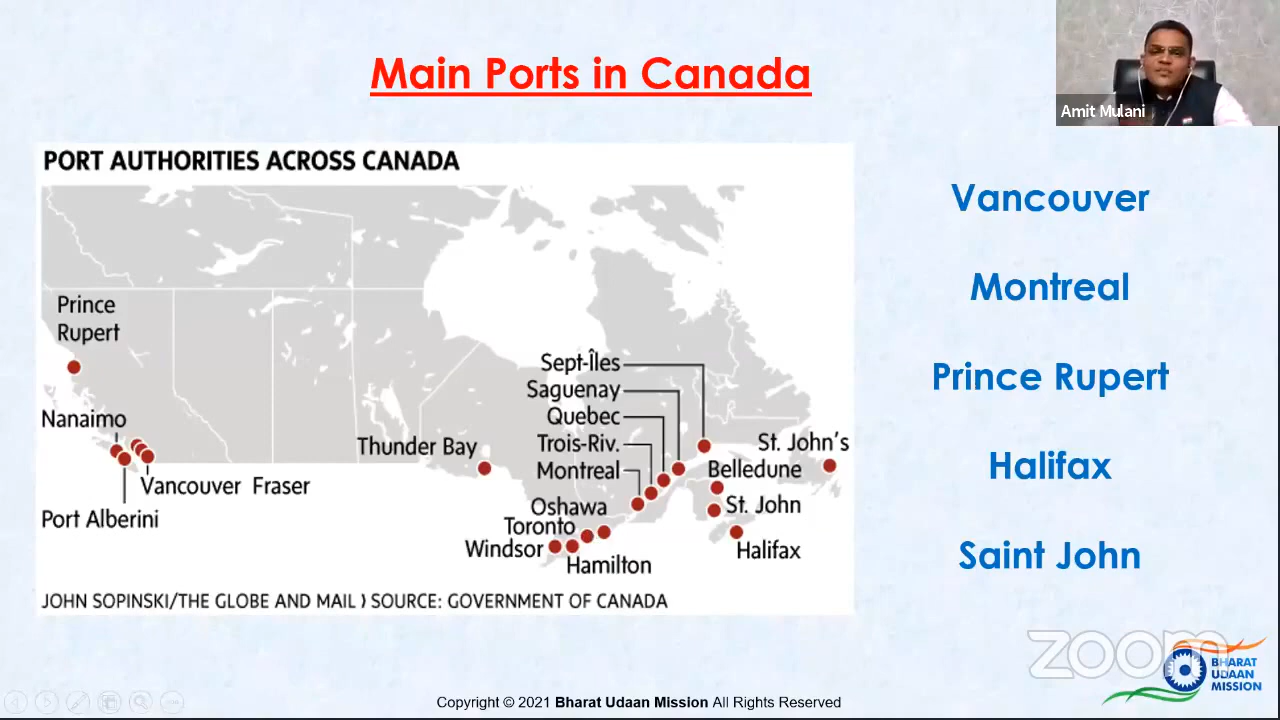 Main Ports in Canada
Amit Mulani
PORT AUTHORITIES ACROSS CANADA
Prince
Rupert
Nanaimo
Vancouver Fraser
Port Alberini
Thunder Bay
Sept-Îles
Saguenay
Quebec
Trois-Riv.
Montreal
Oshawa
Toronto
Windsor
Hamilton
St. John's
Belledune
St. John
Halifax
JOHN SOPINSKI/THE GLOBE AND MAIL ) SOURCE: GOVERNMENT OF CANADA
Vancouver
Montreal
Prince Rupert
Halifax
Saint John
zoom
BHARAT
UDAAN
MISSION
Copyright © 2021 Bharat Udaan Mission All Rights Reserved